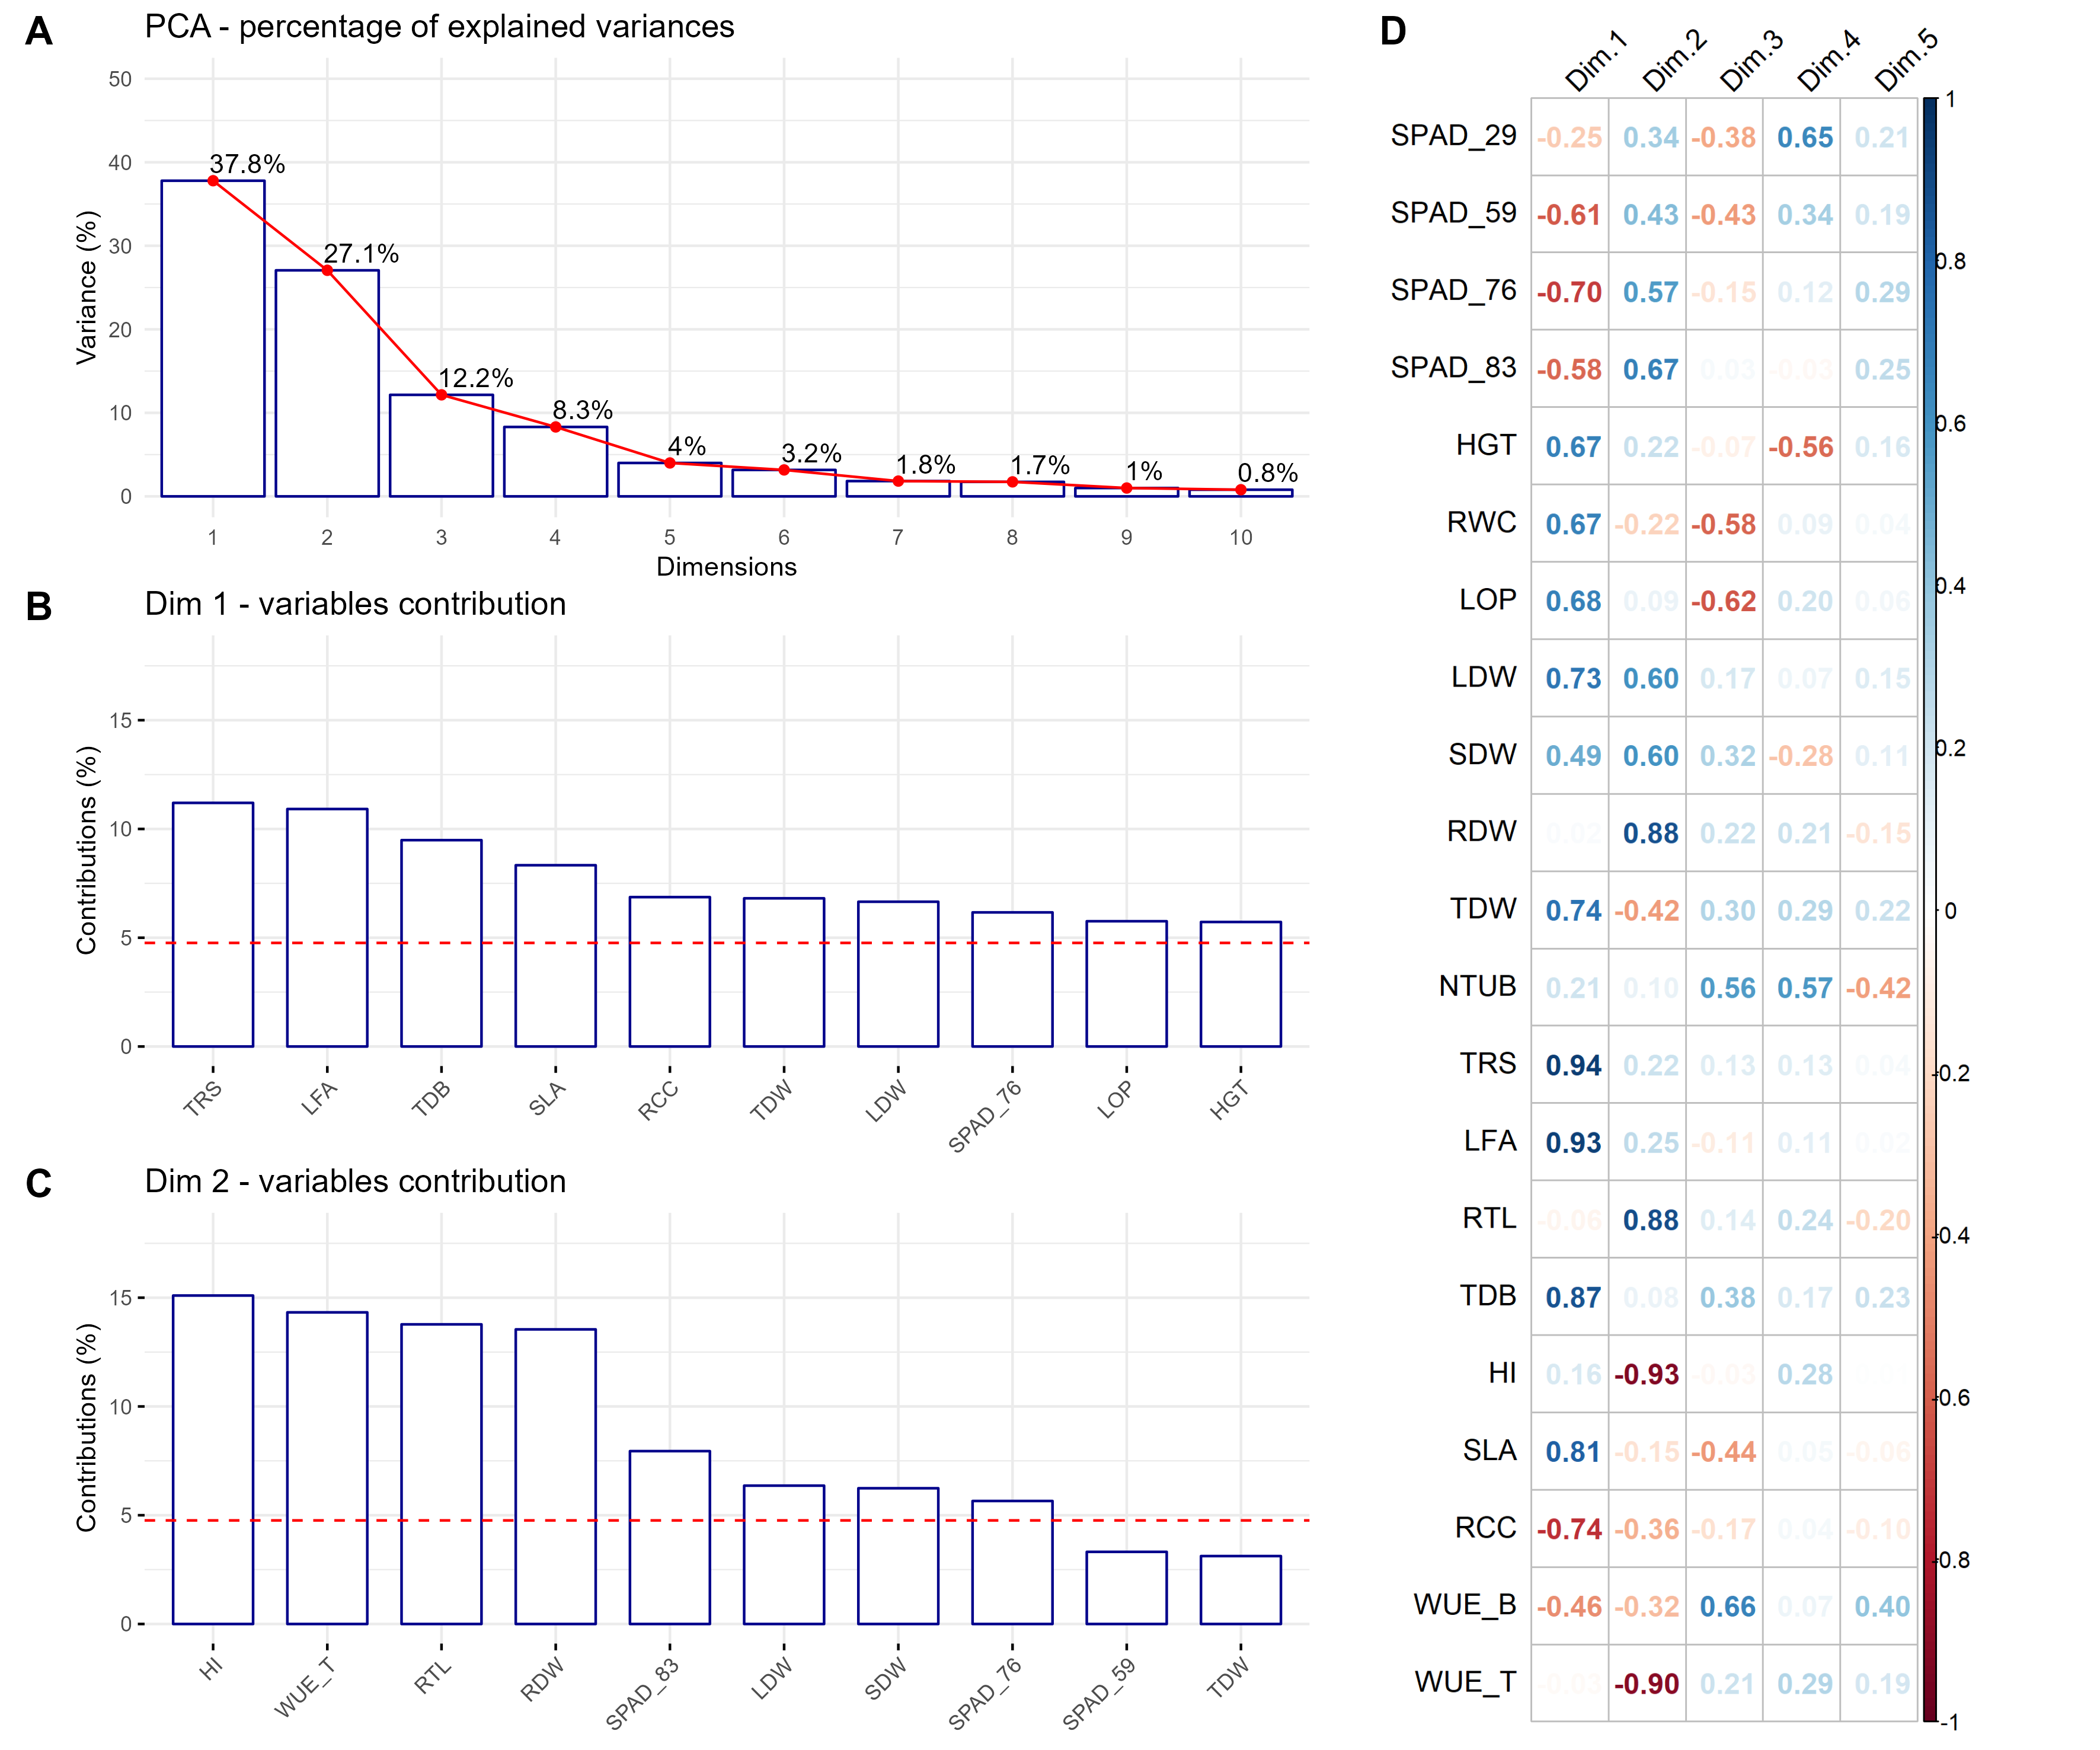 A
PCA - percentage of explained variances
Variance (%)
50
40
30
20
10
0
37.8%
27.1%
12.2%
8.3%
4%
3.2%
1.8%
1.7%
1%
0.8%
1 2 3 4 5 6 7 8 9 10
Dimensions
B
Dim 1 - variables contribution
Contributions (%)
15
10
5
0
TRS LFA TDB SLA RCC TDW LDW SPAD_76 LOP HGT
C
Dim 2 - variables contribution
Contributions (%)
15
10
5
0
HI WUE_T RTL RDW SPAD_83 LDW SDW SPAD_76 SPAD_59 TDW
D
Dim.1 Dim.2 Dim.3 Dim.4 Dim.5
SPAD_29 -0.25 0.34 -0.38 0.65 0.21
SPAD_59 -0.61 0.43 -0.43 0.34 0.19
SPAD_76 -0.70 0.57 -0.15 0.12 0.29
SPAD_83 -0.58 0.67 0.03 -0.03 0.25
HGT 0.67 0.22 -0.07 -0.56 0.16
RWC 0.67 -0.22 -0.58 0.09 0.04
LOP 0.68 0.09 -0.62 0.20 0.06
LDW 0.73 0.60 0.17 0.07 0.15
SDW 0.49 0.60 0.32 -0.28 0.11
RDW 0.02 0.88 0.22 0.21 -0.15
TDW 0.74 -0.42 0.30 0.29 0.22
NTUB 0.21 0.10 0.56 0.57 -0.42
TRS 0.94 0.22 0.13 0.13 0.04
LFA 0.93 0.25 -0.11 0.11 0.02
RTL -0.06 0.88 0.14 0.24 -0.20
TDB 0.87 0.08 0.38 0.17 0.23
HI 0.16 -0.93 -0.03 0.28
SLA 0.81 -0.15 -0.44 0.05 -0.06
RCC -0.74 -0.36 -0.17 0.04 -0.10
WUE_B -0.46 -0.32 0.66 0.07 0.40
WUE_T -0.03 -0.90 0.21 0.29 0.19
1
0.8
0.6
0.4
0.2
0
-0.2
-0.4
-0.6
-0.8
-1